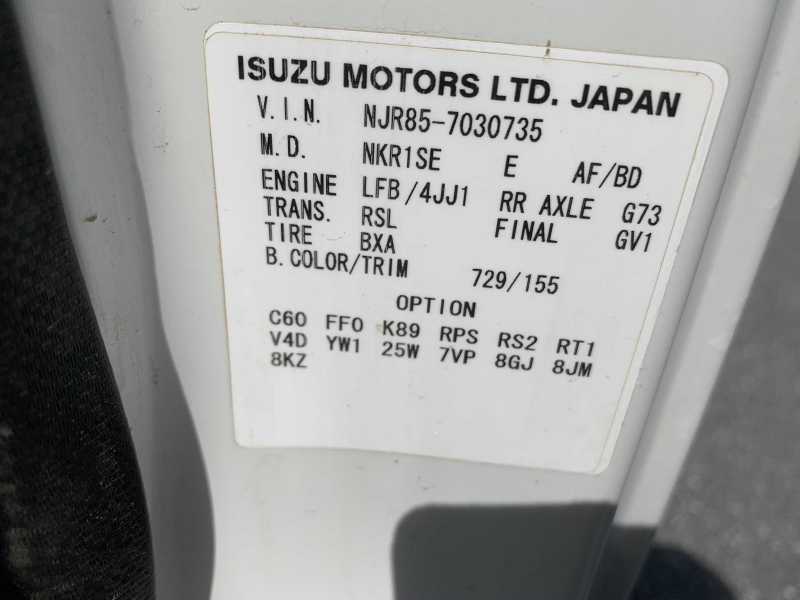 ISUZU MOTORS LTD. JAPAN
V.I.N. NJR85-7030735
M.D. NKR1SE E AF/BD
ENGINE LFB/4JJ1 RR AXLE G73
TRANS. RSL FINAL GV1
TIRE BXA
B.COLOR/TRIM 729/155
OPTION
C60 FF0 K89 RPS RS2 RT1
V4D YW1 25W 7VP 8GJ 8JM
8KZ